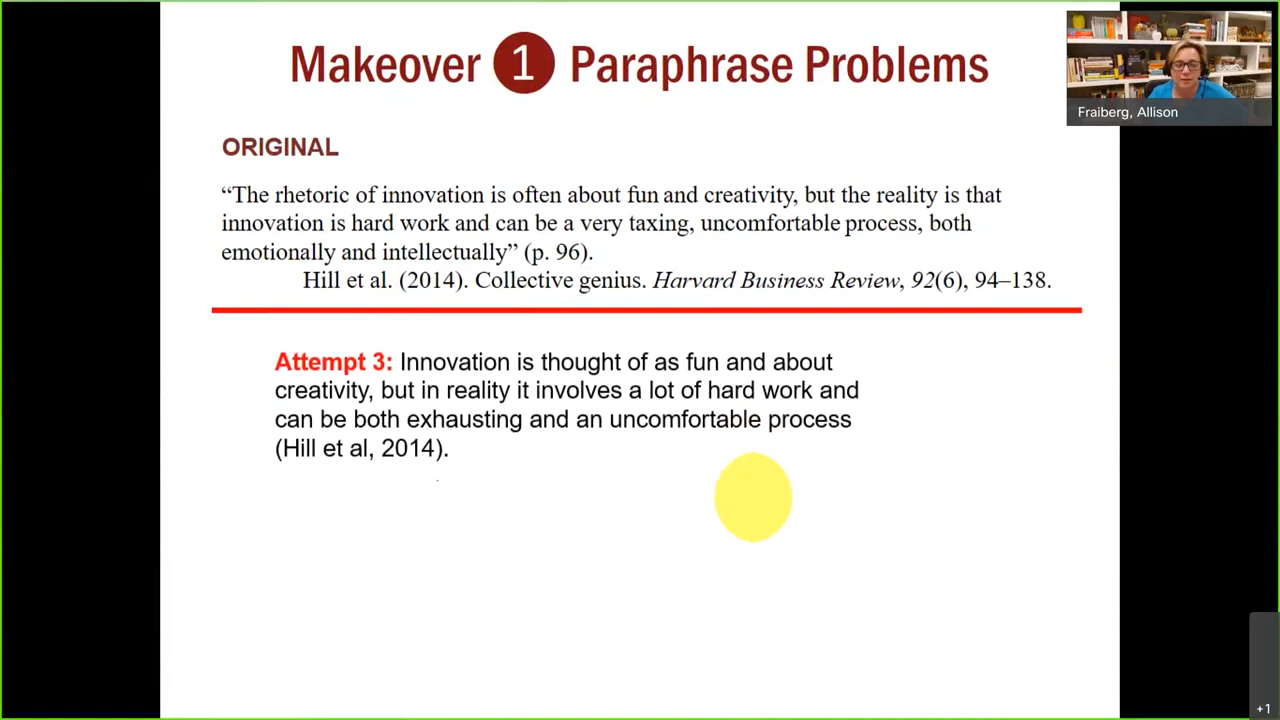 Makeover 1 Paraphrase Problems
Fraiberg, Allison
ORIGINAL
“The rhetoric of innovation is often about fun and creativity, but the reality is that
innovation is hard work and can be a very taxing, uncomfortable process, both
emotionally and intellectually” (p. 96).
Hill et al. (2014). Collective genius. Harvard Business Review, 92(6), 94–138.
Attempt 3: Innovation is thought of as fun and about
creativity, but in reality it involves a lot of hard work and
can be both exhausting and an uncomfortable process
(Hill et al, 2014).
+1